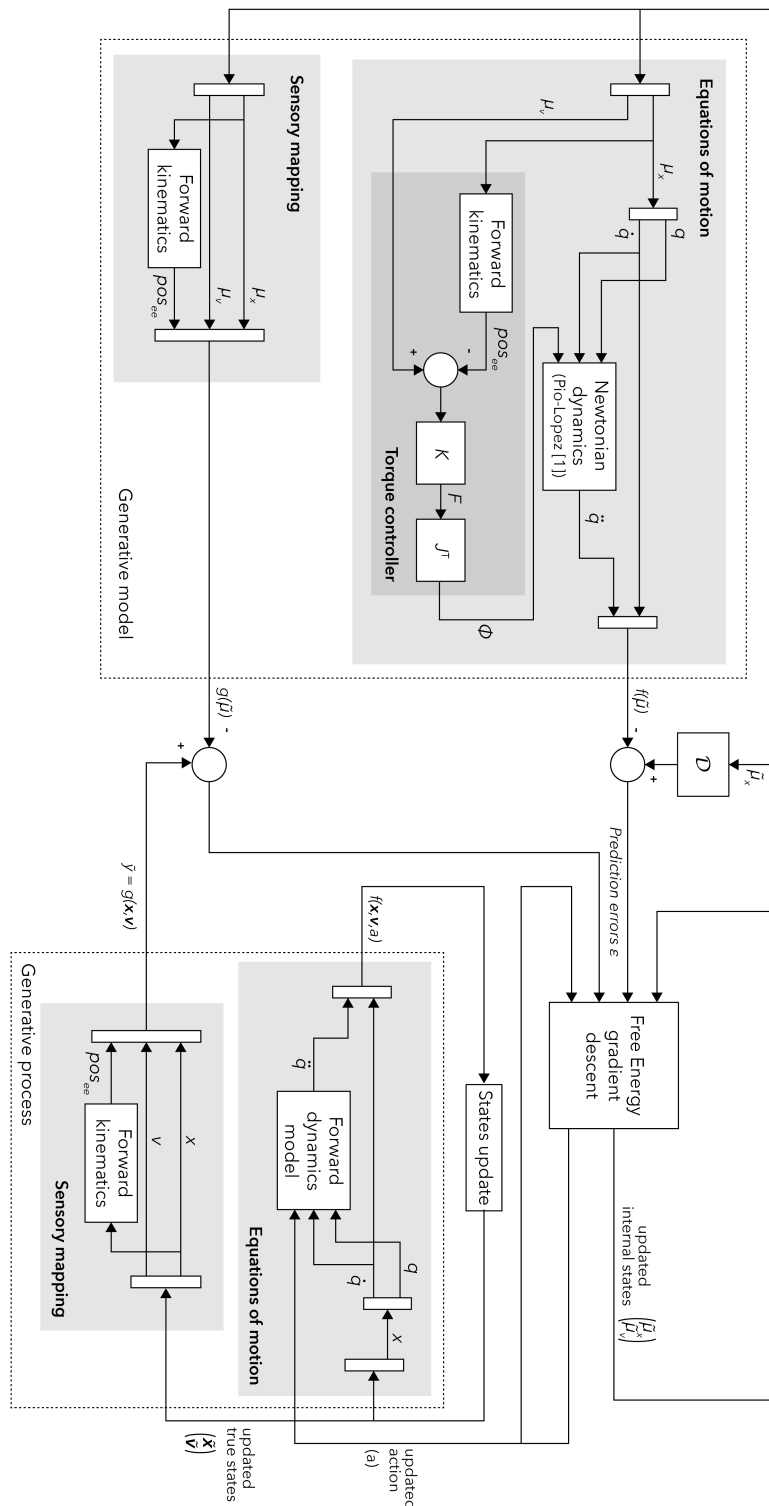 Generative model
Equations of motion
μᵥ
μₓ
q
q̇
Forward
kinematics
pos_ee
+
-
K
F
Jᵀ
Torque controller
Φ
Newtonian
dynamics
(Pio-Lopez [1])
q̈
f(μ̃)
-
Sensory mapping
Forward
kinematics
pos_ee
μᵥ
μₓ
g(μ̃)
-
+
𝒟
μ̃ₓ
+
Prediction errors ε
Free Energy
gradient
descent
updated
internal states
(μ̃ₓ
μ̃ᵥ)
ỹ = g(x,v)
f(x,v,a)
States update
Generative process
Equations of motion
q̈
Forward
dynamics
model
q
q̇
x
Sensory mapping
pos_ee
Forward
kinematics
v
x
updated
action
(a)
updated
true states
(x̃
ṽ)